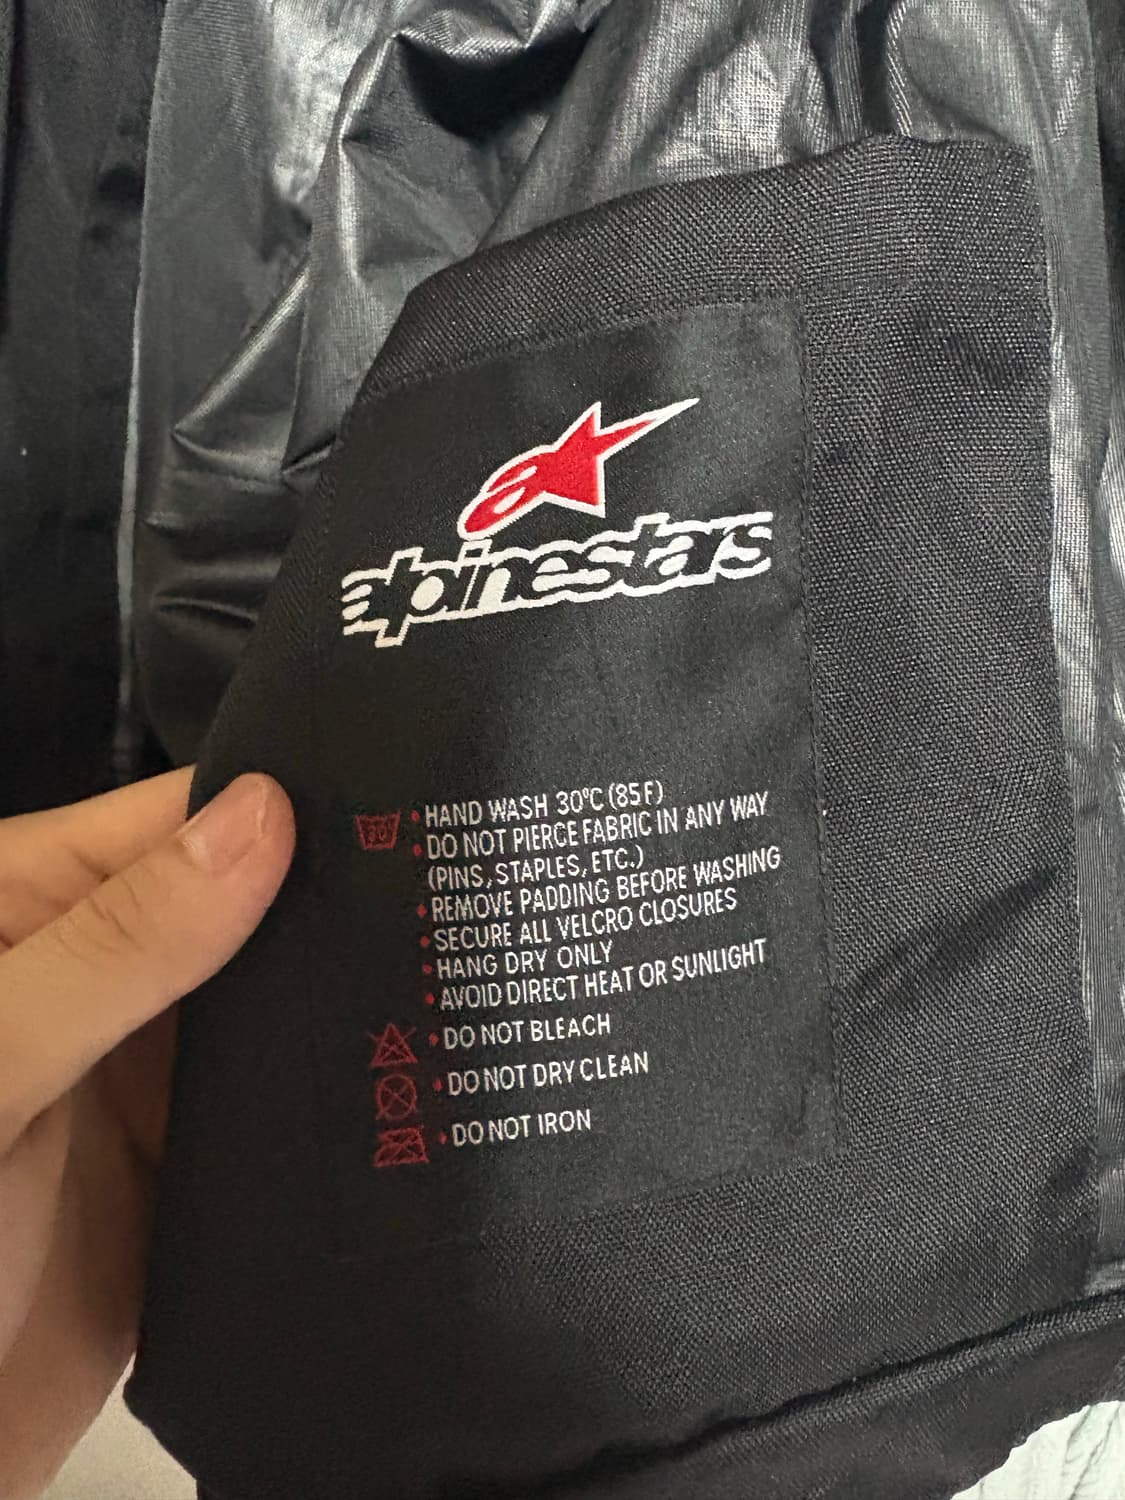 alpinestars
30°
• HAND WASH 30°C (85F)
• DO NOT PIERCE FABRIC IN ANY WAY
(PINS, STAPLES, ETC.)
• REMOVE PADDING BEFORE WASHING
• SECURE ALL VELCRO CLOSURES
• HANG DRY ONLY
• AVOID DIRECT HEAT OR SUNLIGHT
• DO NOT BLEACH
• DO NOT DRY CLEAN
• DO NOT IRON